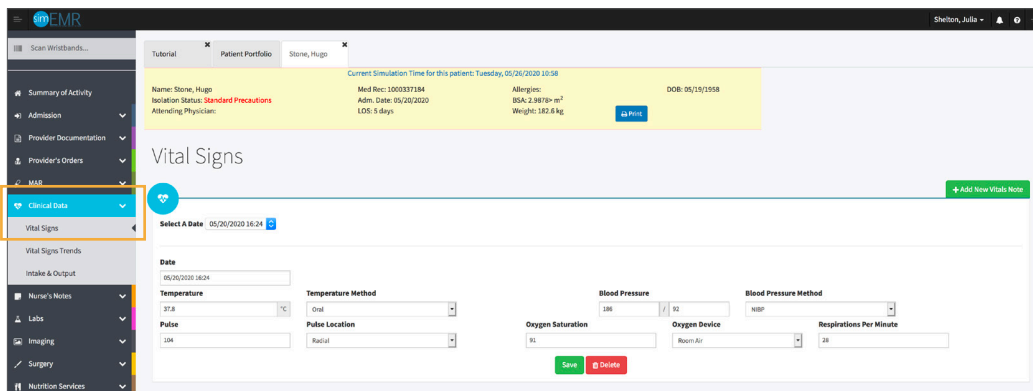 simEMR
Shelton, Julia
Scan Wristbands...
Tutorial
Patient Portfolio
Stone, Hugo
Current Simulation Time for this patient: Tuesday, 05/26/2020 10:58
Name: Stone, Hugo
Med Rec: 1000337184
Allergies:
DOB: 05/19/1958
Isolation Status: Standard Precautions
Adm. Date: 05/20/2020
BSA: 2.9878> m²
Attending Physician:
LOS: 5 days
Weight: 182.6 kg
Print
Summary of Activity
Admission
Provider Documentation
Provider's Orders
MAR
Clinical Data
Vital Signs
Vital Signs Trends
Intake & Output
Nurse's Notes
Labs
Imaging
Surgery
Nutrition Services
Vital Signs
+ Add New Vitals Note
Select A Date 05/20/2020 16:24
Date
05/20/2020 16:24
Temperature
Temperature Method
Blood Pressure
Blood Pressure Method
37.8 °C
Oral
186 / 92
NIBP
Pulse
Pulse Location
Oxygen Saturation
Oxygen Device
Respirations Per Minute
104
Radial
91
Room Air
28
Save
Delete